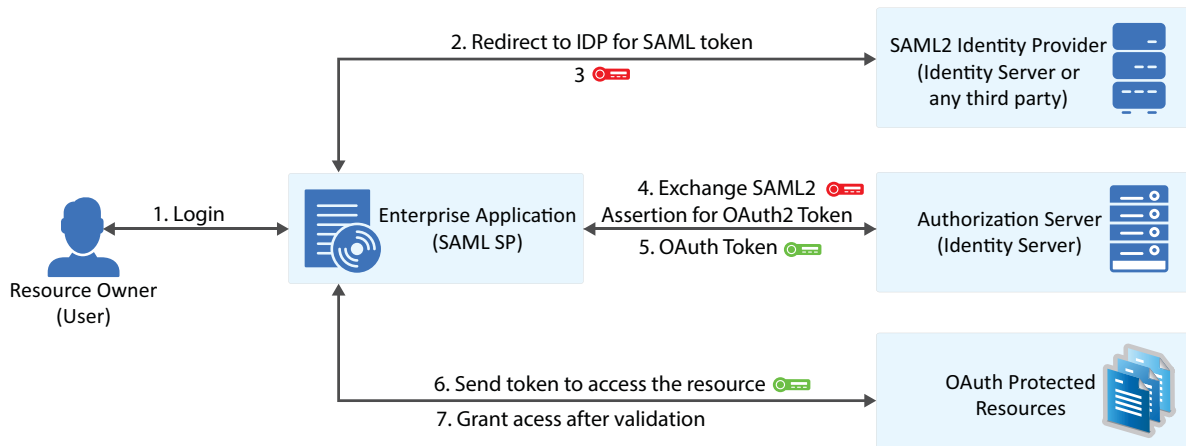 2. Redirect to IDP for SAML token
3
SAML2 Identity Provider
(Identity Server or
any third party)
1. Login
Resource Owner
(User)
Enterprise Application
(SAML SP)
4. Exchange SAML2
Assertion for OAuth2 Token
5. OAuth Token
Authorization Server
(Identity Server)
6. Send token to access the resource
7. Grant acess after validation
OAuth Protected
Resources